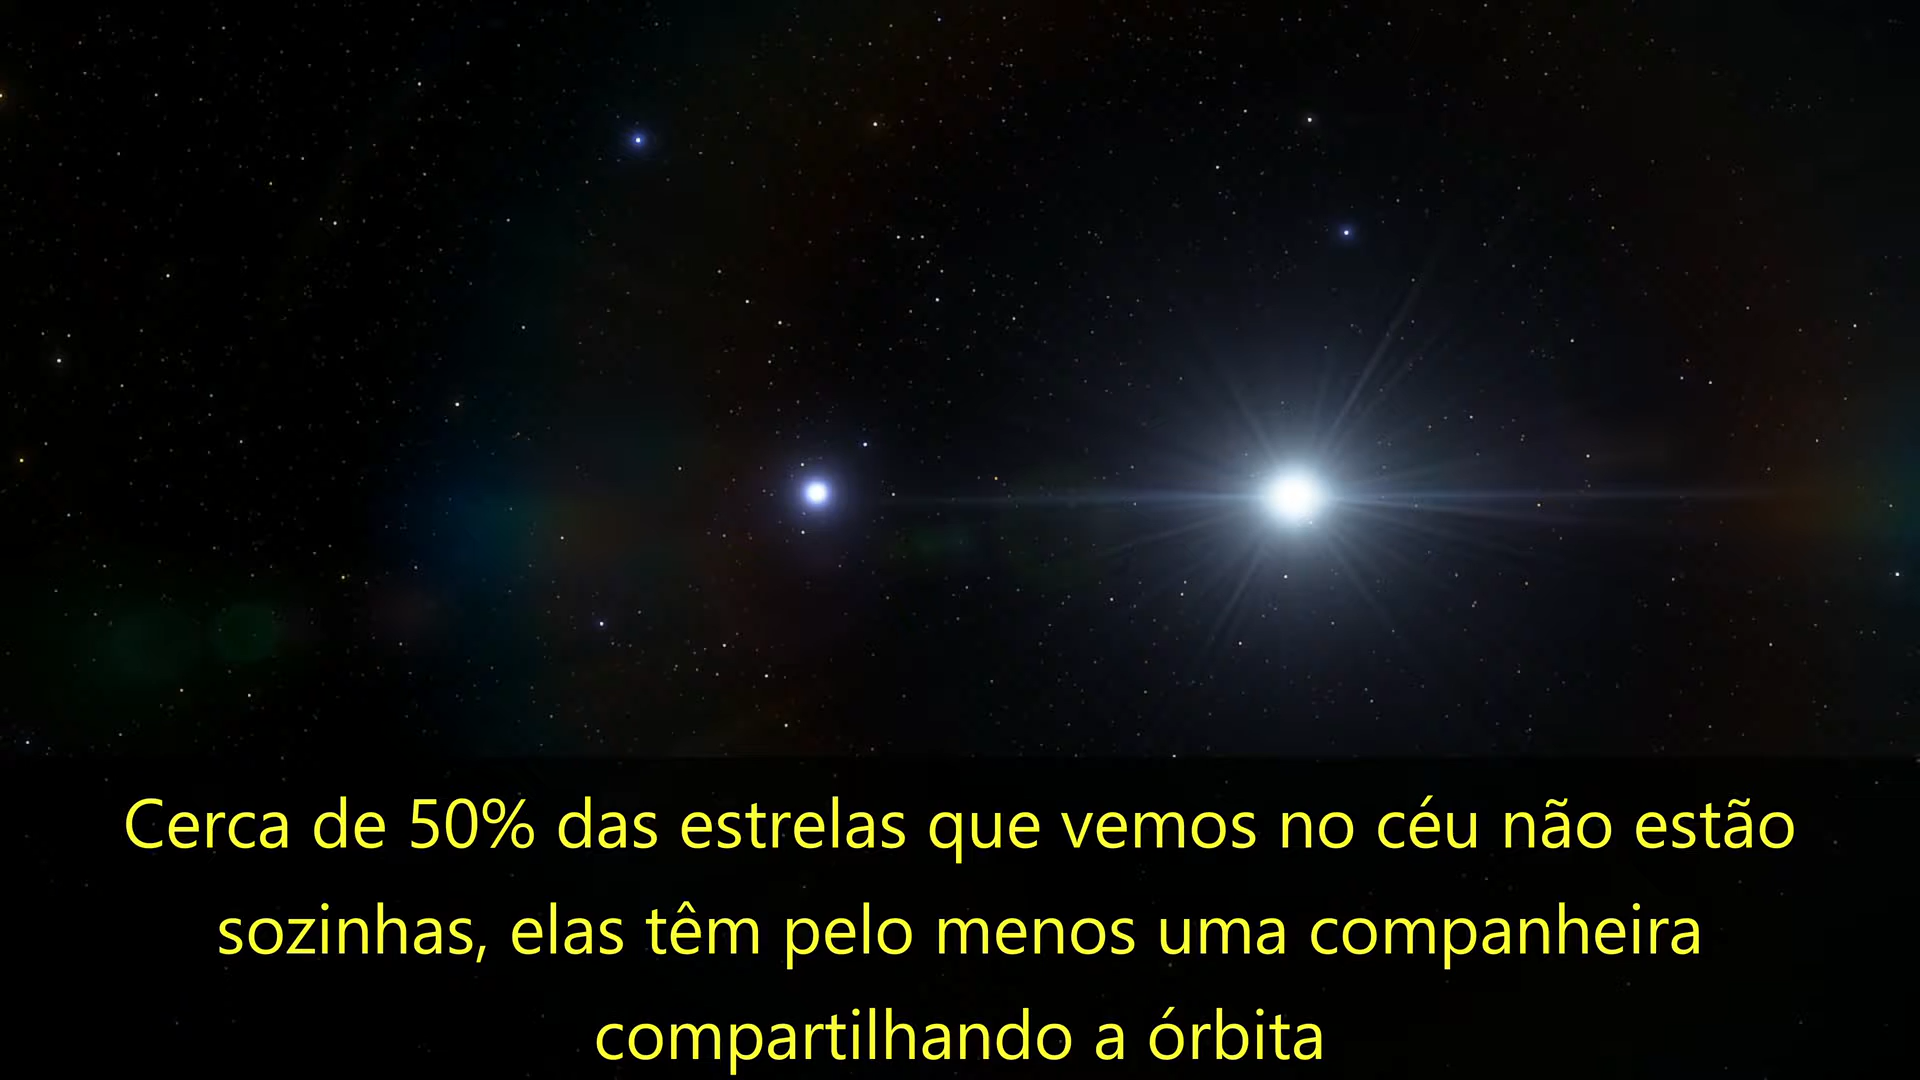 Cerca de 50% das estrelas que vemos no céu não estão
sozinhas, elas têm pelo menos uma companheira
compartilhando a órbita